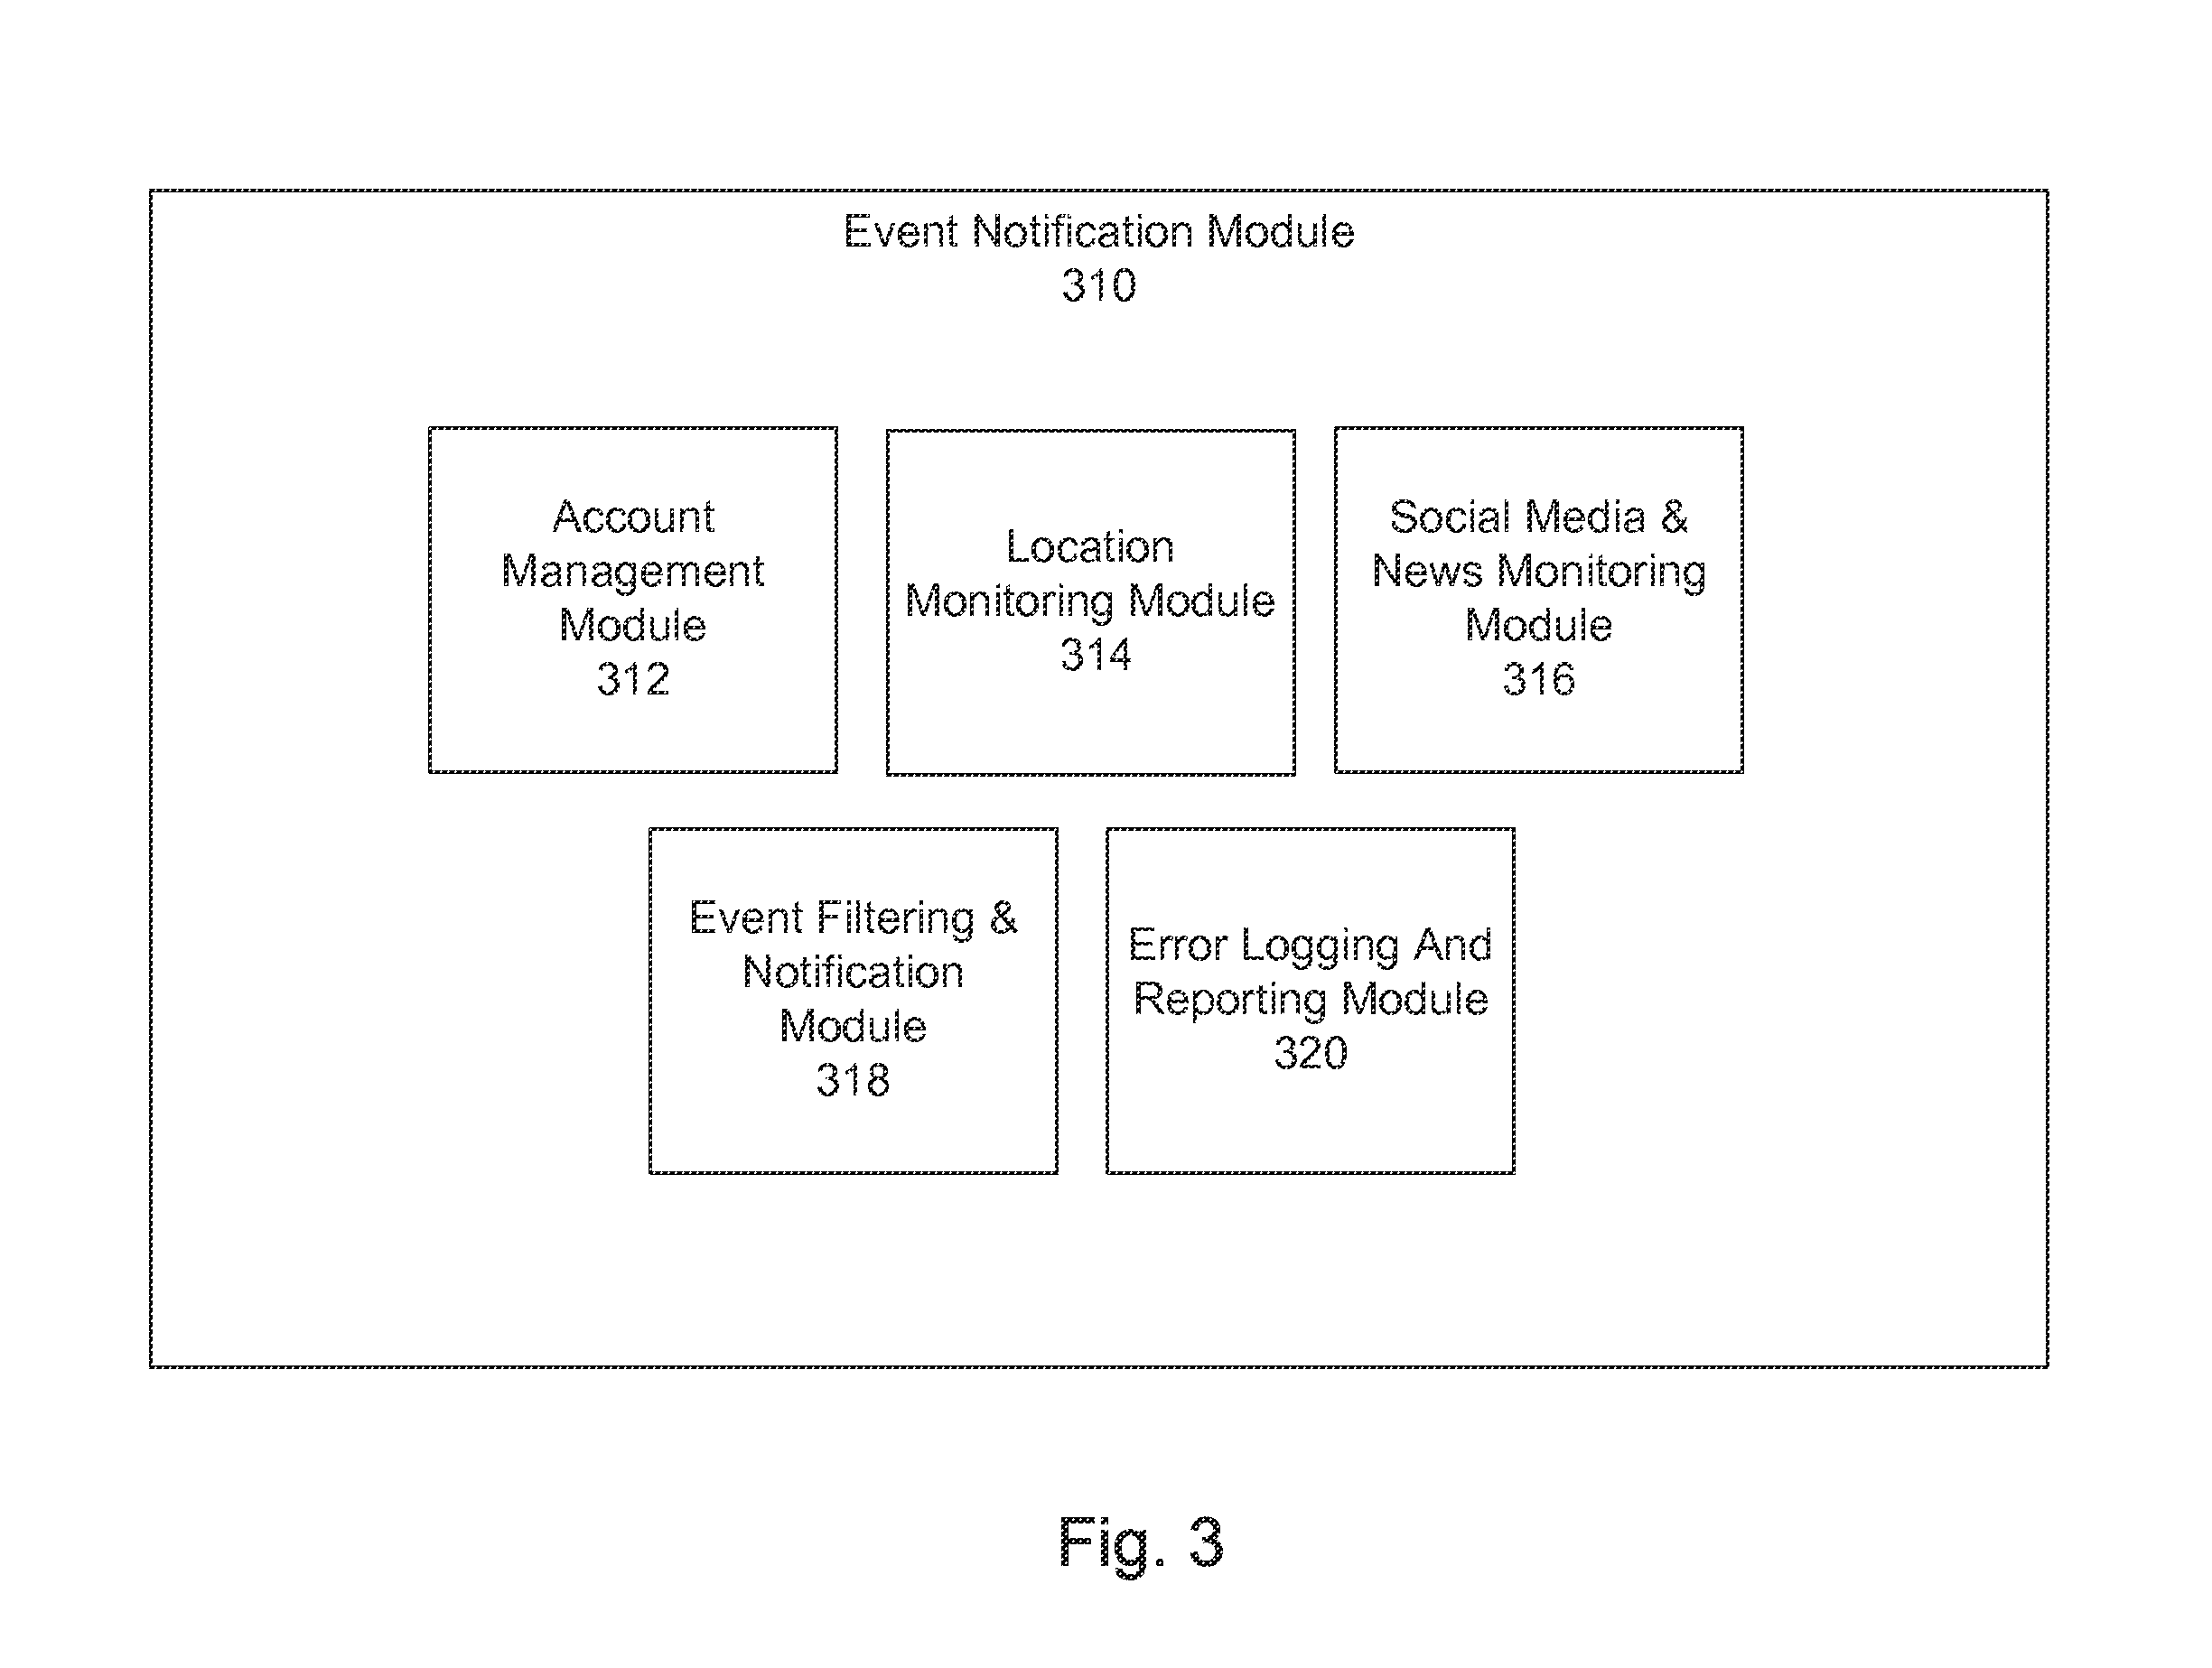 Event Notification Module
310
Account
Management
Module
312
Location
Monitoring Module
314
Social Media &
News Monitoring
Module
316
Event Filtering &
Notification
Module
318
Error Logging And
Reporting Module
320
Fig. 3